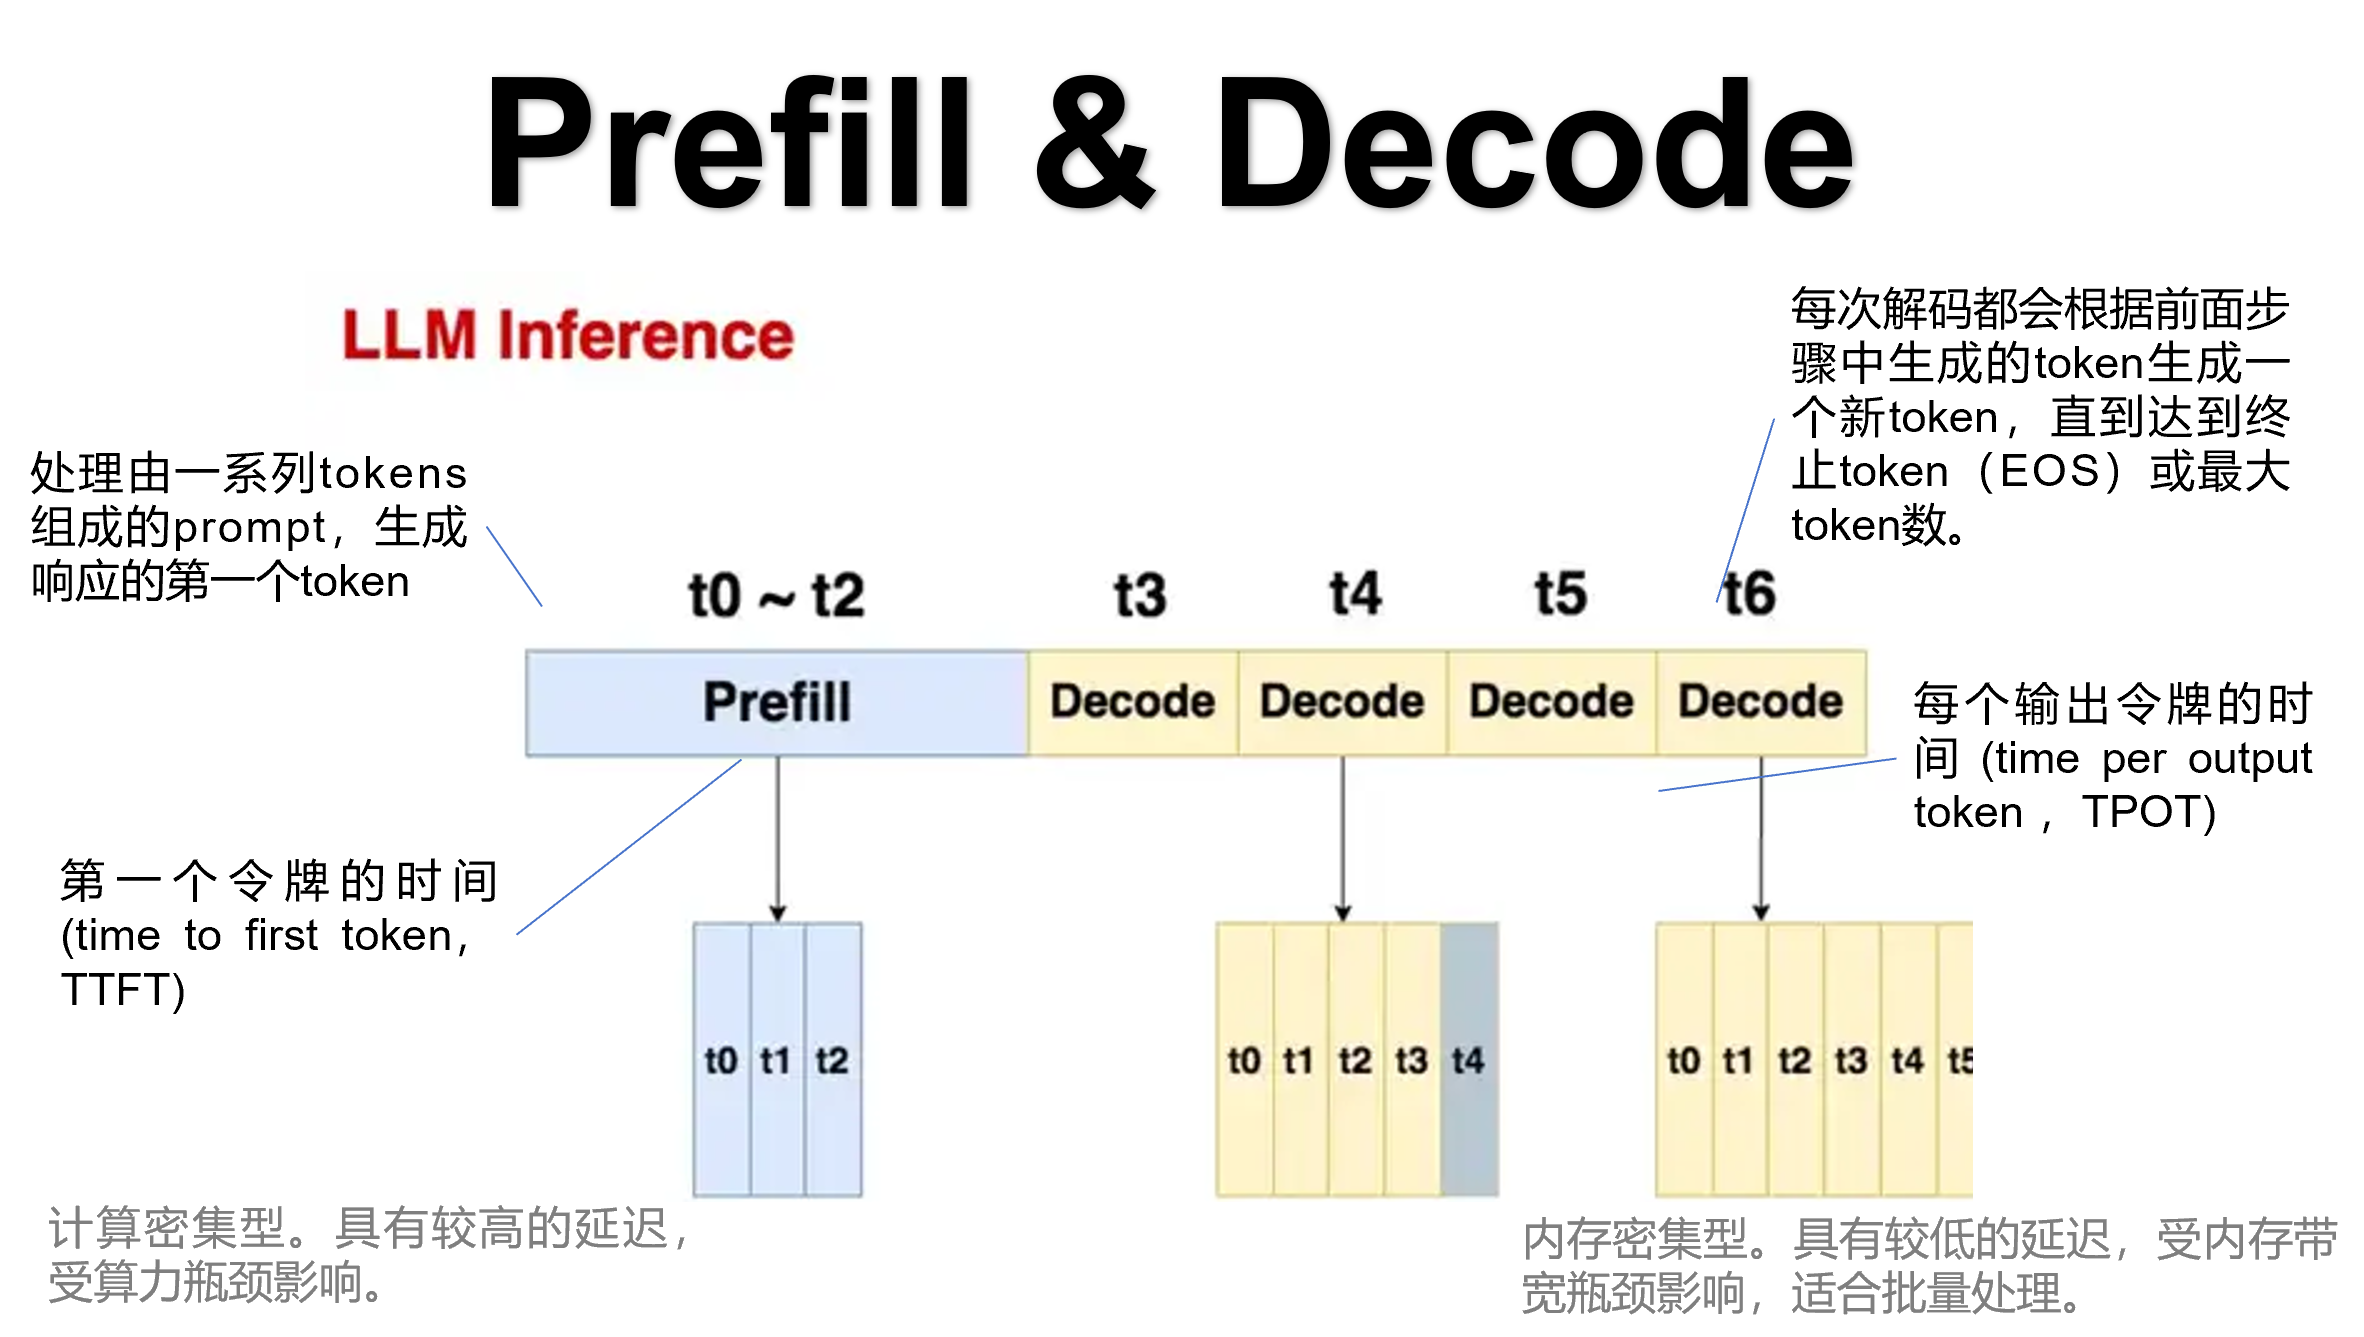 Prefill & Decode
LLM Inference
每次解码都会根据前面步
骤中生成的token生成一
个新token，直到达到终
止token（EOS）或最大
token数。
处理由一系列tokens
组成的prompt，生成
响应的第一个token
t0 ~ t2 t3 t4 t5 t6
Prefill Decode Decode Decode Decode
每个输出令牌的时
间 (time per output
token ，TPOT)
第一个令牌的时间
(time to first token,
TTFT)
t0 t1 t2 t0 t1 t2 t3 t4 t0 t1 t2 t3 t4 t5
计算密集型。具有较高的延迟，
受算力瓶颈影响。
内存密集型。具有较低的延迟，受内存带
宽瓶颈影响，适合批量处理。